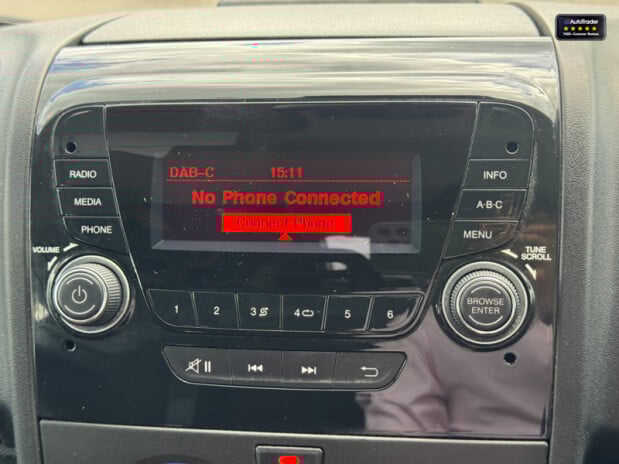 AutoTrader
DAB-C 15:11
No Phone Connected
Connect Phone
RADIO
MEDIA
PHONE
INFO
A·B·C
MENU
VOLUME
TUNE
SCROLL
BROWSE
ENTER
1 2 3 4 5 6